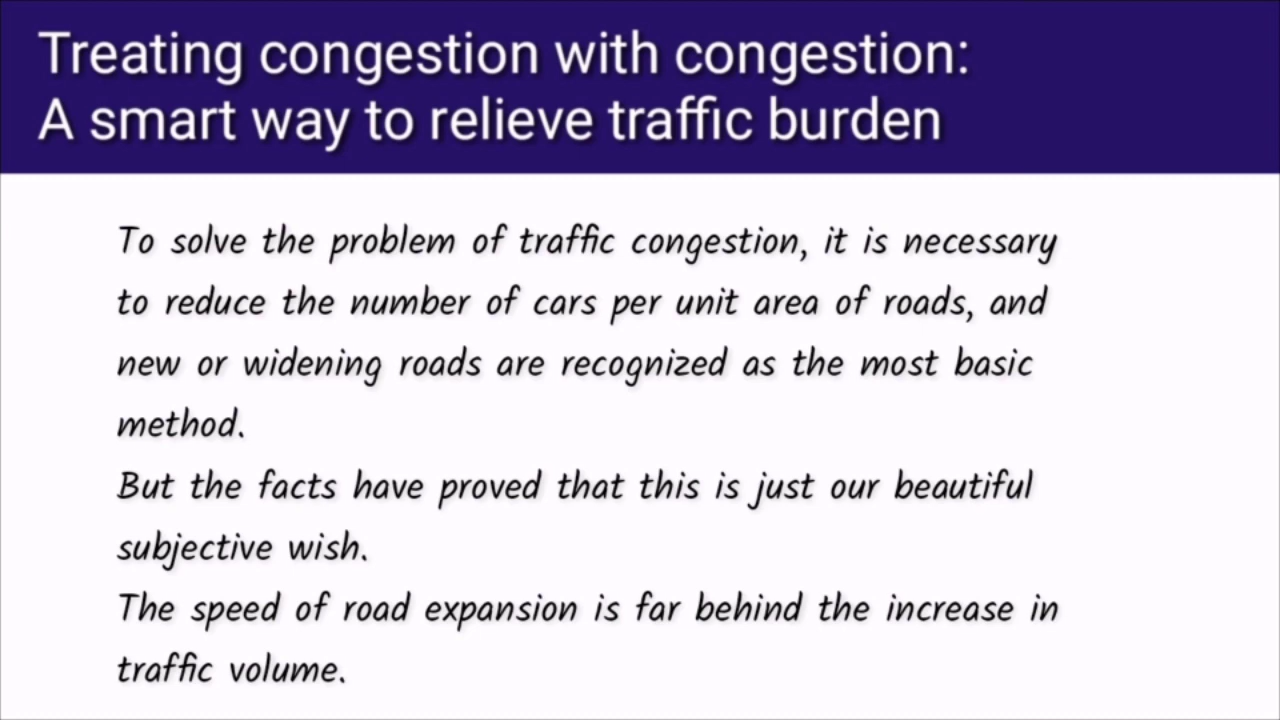 Treating congestion with congestion:
A smart way to relieve traffic burden
To solve the problem of traffic congestion, it is necessary
to reduce the number of cars per unit area of roads, and
new or widening roads are recognized as the most basic
method.
But the facts have proved that this is just our beautiful
subjective wish.
The speed of road expansion is far behind the increase in
traffic volume.